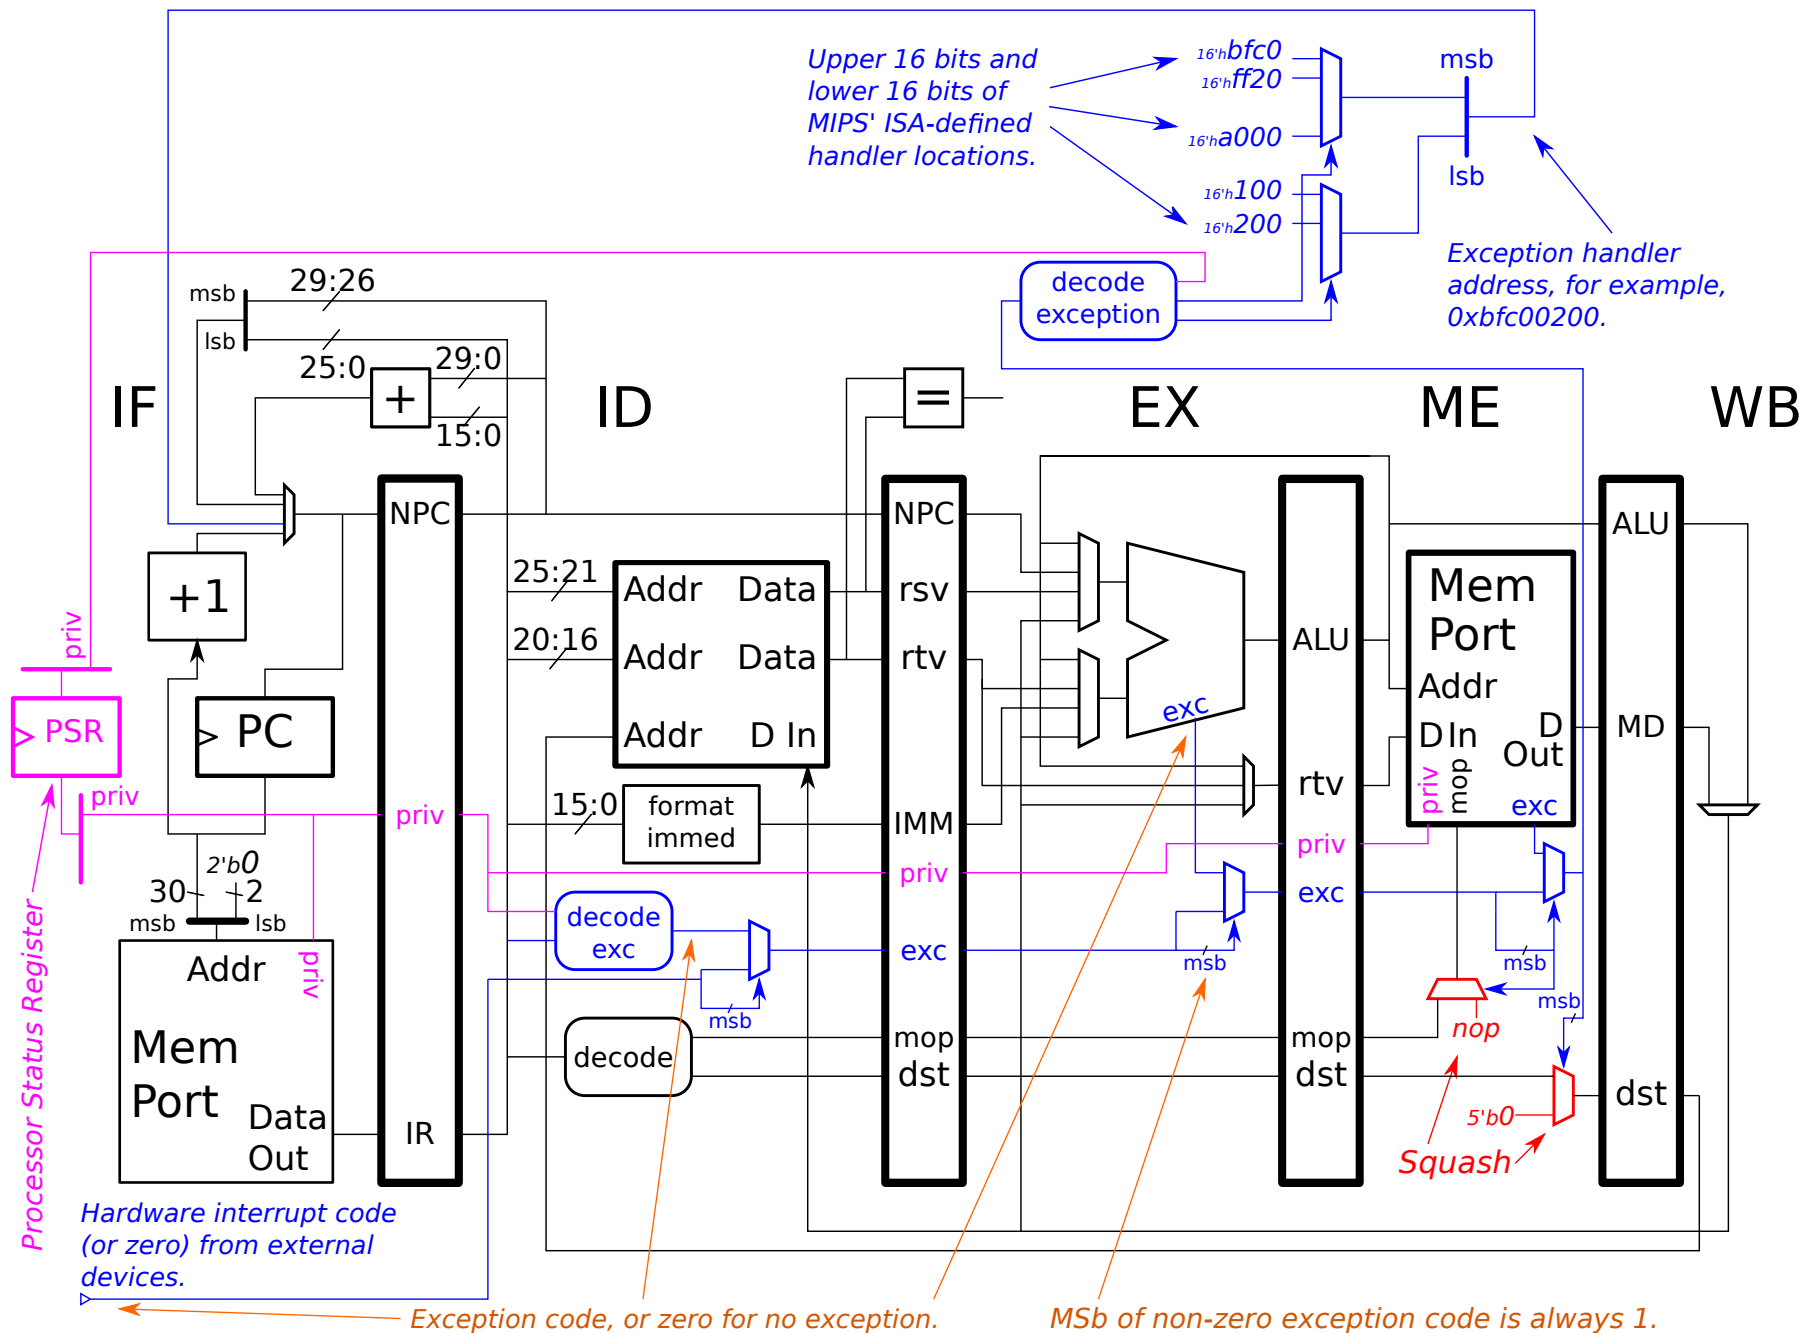 Upper 16 bits and
lower 16 bits of
MIPS' ISA-defined
handler locations.
16'hbfc0
16'hff20
16'ha000
16'h100
16'h200
msb
lsb
Exception handler
address, for example,
0xbfc00200.
decode
exception
29:26
msb
lsb
25:0
29:0
+
15:0
=
IF
ID
EX
ME
WB
NPC
NPC
ALU
+1
25:21
Addr
Data
rsv
20:16
Addr
Data
rtv
Addr
D In
ALU
Mem
Port
Addr
D In
D
Out
MD
priv
mop
exc
priv
PSR
PC
priv
priv
exc
15:0
format
immed
IMM
rtv
priv
priv
2'b0
30
2
msb
lsb
decode
exc
exc
exc
msb
msb
msb
msb
Addr
priv
Mem
Port
Data
Out
IR
decode
mop
dst
mop
dst
nop
5'b0
dst
Squash
Processor Status Register
Hardware interrupt code
(or zero) from external
devices.
Exception code, or zero for no exception.
MSb of non-zero exception code is always 1.